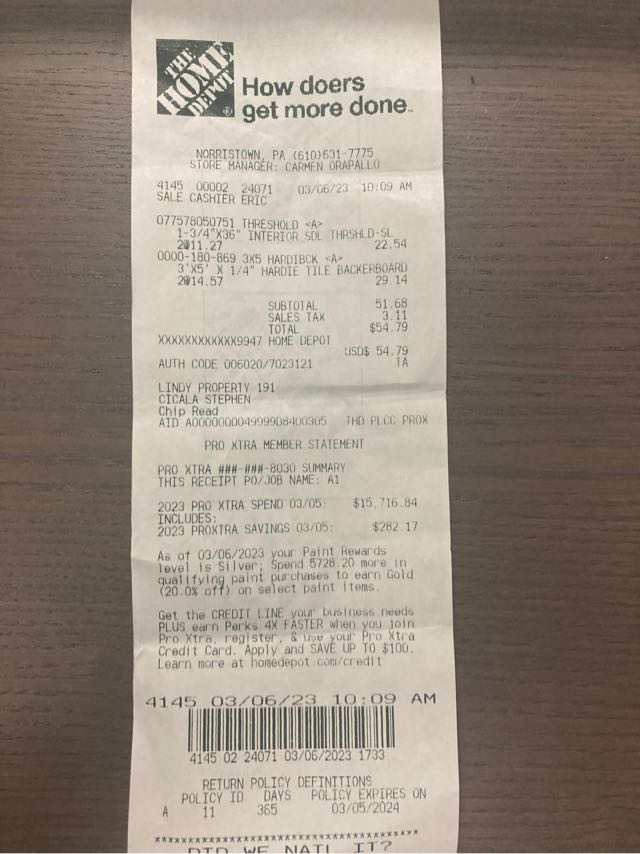 THE
HOME
DEPOT
®
How doers
get more done™
NORRISTOWN, PA (610)631-7775
STORE MANAGER: CARMEN ORAPALLO
4145 00002 24071 03/06/23 10:09 AM
SALE CASHIER ERIC
077578050751 THRESHOLD <A>
1-3/4"X36" INTERIOR SDL THRSHLD-SL
2@11.27 22.54
0000-180-869 3X5 HARDIBCK <A>
3'X5' X 1/4" HARDIE TILE BACKERBOARD
2@14.57 29.14
SUBTOTAL 51.68
SALES TAX 3.11
TOTAL $54.79
XXXXXXXXXXXX9947 HOME DEPOT
USD$ 54.79
AUTH CODE 006020/7023121 TA
LINDY PROPERTY 191
CICALA STEPHEN
Chip Read
AID A0000000049999D8400305 THD PLCC PROX
PRO XTRA MEMBER STATEMENT
PRO XTRA ###-###-8030 SUMMARY
THIS RECEIPT PO/JOB NAME: A1
2023 PRO XTRA SPEND 03/05: $15,716.84
INCLUDES:
2023 PROXTRA SAVINGS 03/05: $282.17
As of 03/06/2023 your Paint Rewards
level is Silver; Spend 5728.20 more in
qualifying paint purchases to earn Gold
(20.0% off) on select paint items.
Get the CREDIT LINE your business needs
PLUS earn Perks 4X FASTER when you join
Pro Xtra, register, & use your Pro Xtra
Credit Card. Apply and SAVE UP TO $100.
Learn more at homedepot.com/credit
4145 03/06/23 10:09 AM
4145 02 24071 03/06/2023 1733
RETURN POLICY DEFINITIONS
POLICY ID DAYS POLICY EXPIRES ON
A 11 365 03/05/2024
****************************************
DID WE NAIL IT?